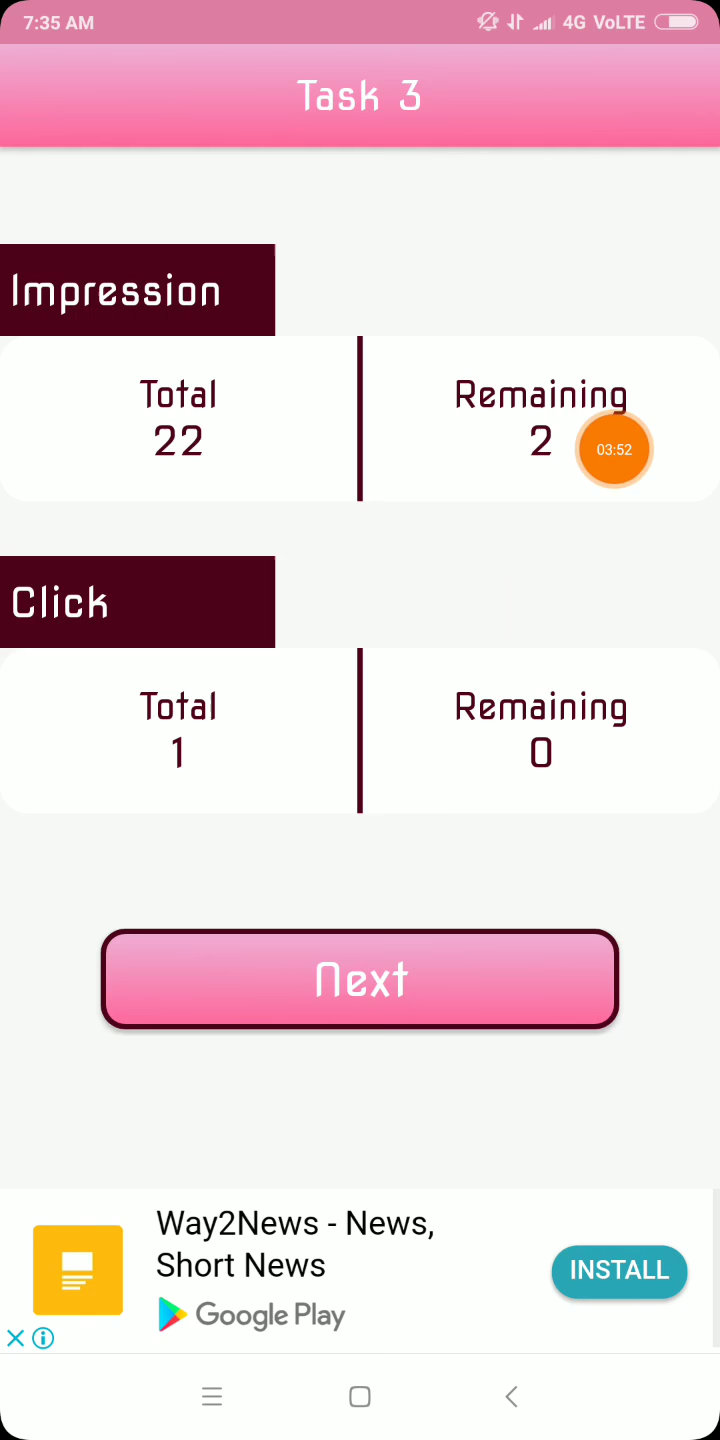 7:35 AM 4G VoLTE
Task 3
Impression
Total Remaining
22 2
03:52
Click
Total Remaining
1 0
Next
Way2News - News,
Short News
INSTALL
Google Play